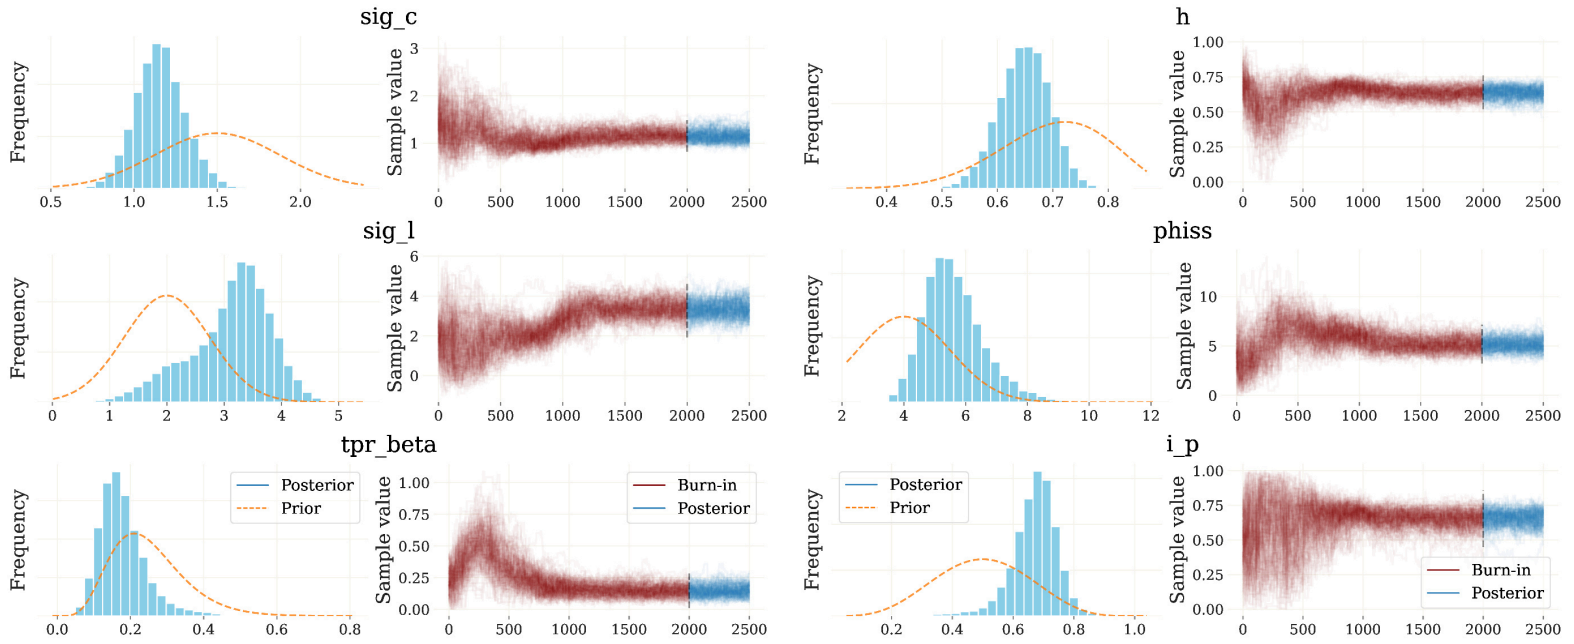 sig_c
Frequency
0.5 1.0 1.5 2.0
Sample value
3
2
1
0 500 1000 1500 2000 2500
h
Frequency
0.4 0.5 0.6 0.7 0.8
Sample value
1.00
0.75
0.50
0.25
0.00
0 500 1000 1500 2000 2500
sig_l
Frequency
0 1 2 3 4 5
Sample value
6
4
2
0
0 500 1000 1500 2000 2500
phiss
Frequency
2 4 6 8 10 12
Sample value
10
5
0
0 500 1000 1500 2000 2500
tpr_beta
Frequency
Posterior
Prior
0.0 0.2 0.4 0.6 0.8
Sample value
1.00
0.75
0.50
0.25
0.00
Burn-in
Posterior
0 500 1000 1500 2000 2500
i_p
Frequency
Posterior
Prior
0.2 0.4 0.6 0.8 1.0
Sample value
1.00
0.75
0.50
0.25
0.00
Burn-in
Posterior
0 500 1000 1500 2000 2500